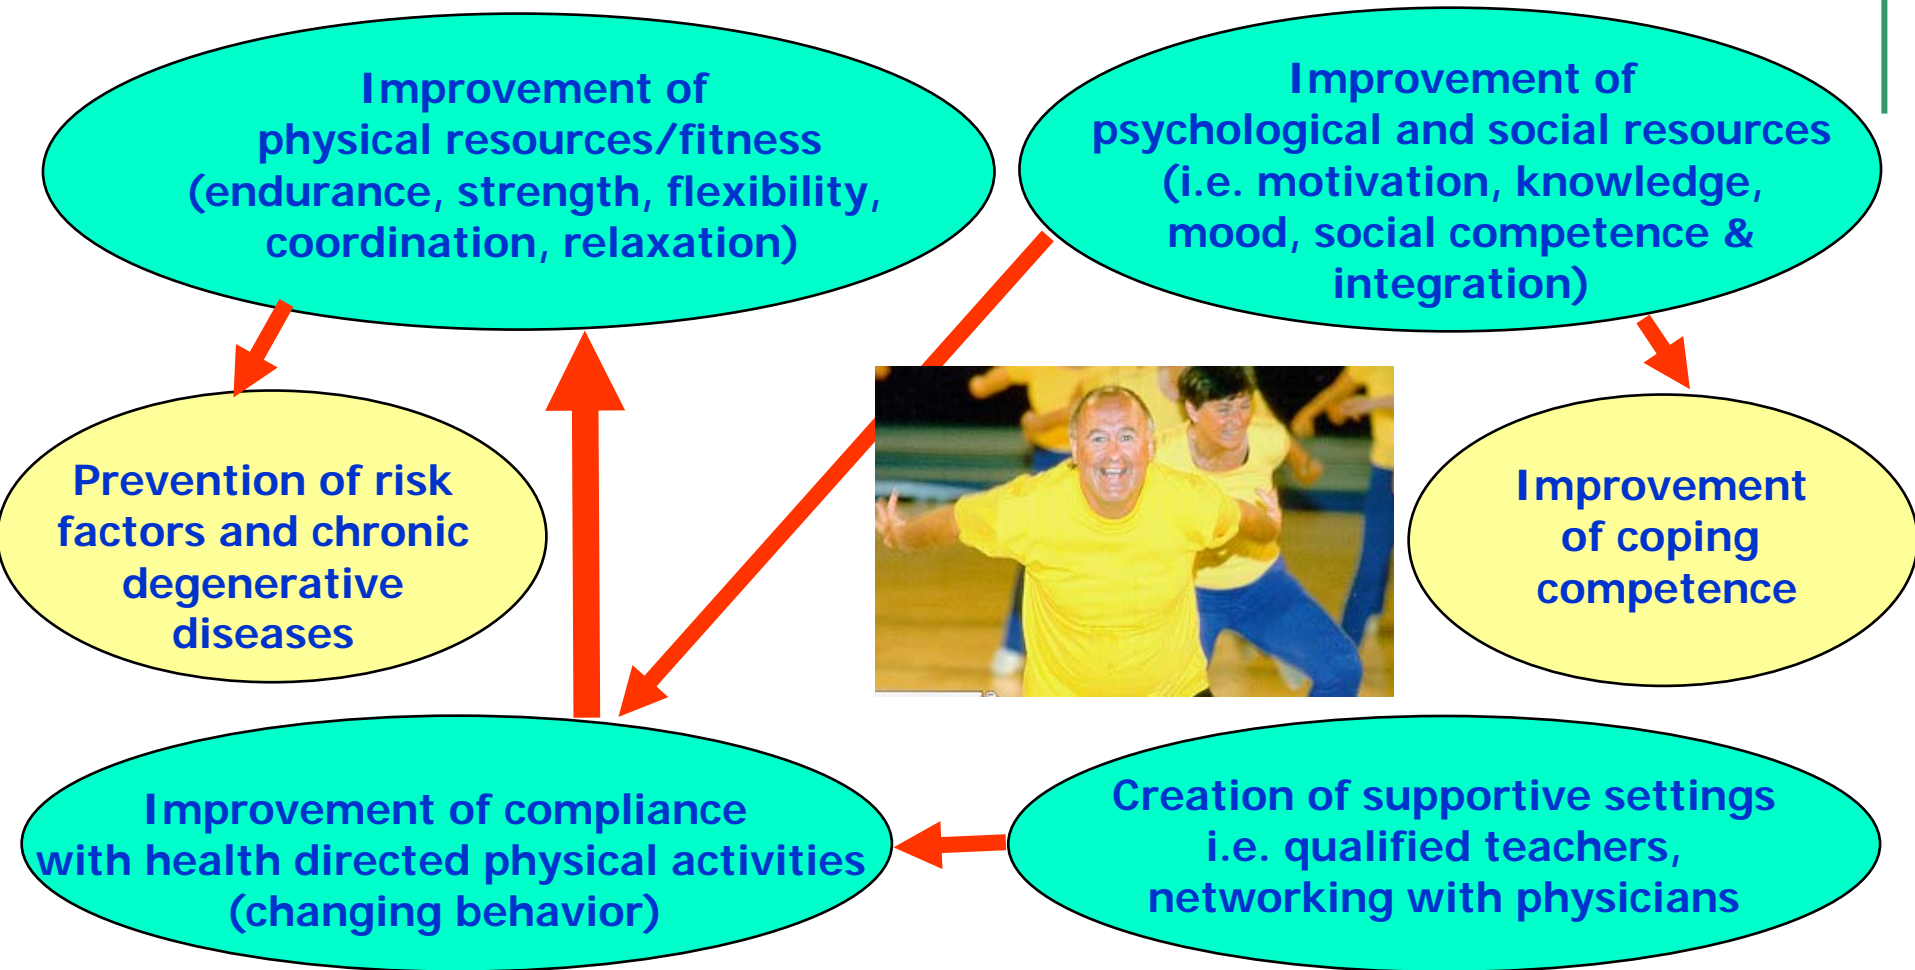 Improvement of
physical resources/fitness
(endurance, strength, flexibility,
coordination, relaxation)
Improvement of
psychological and social resources
(i.e. motivation, knowledge,
mood, social competence &
integration)
Prevention of risk
factors and chronic
degenerative
diseases
Improvement
of coping
competence
Improvement of compliance
with health directed physical activities
(changing behavior)
Creation of supportive settings
i.e. qualified teachers,
networking with physicians